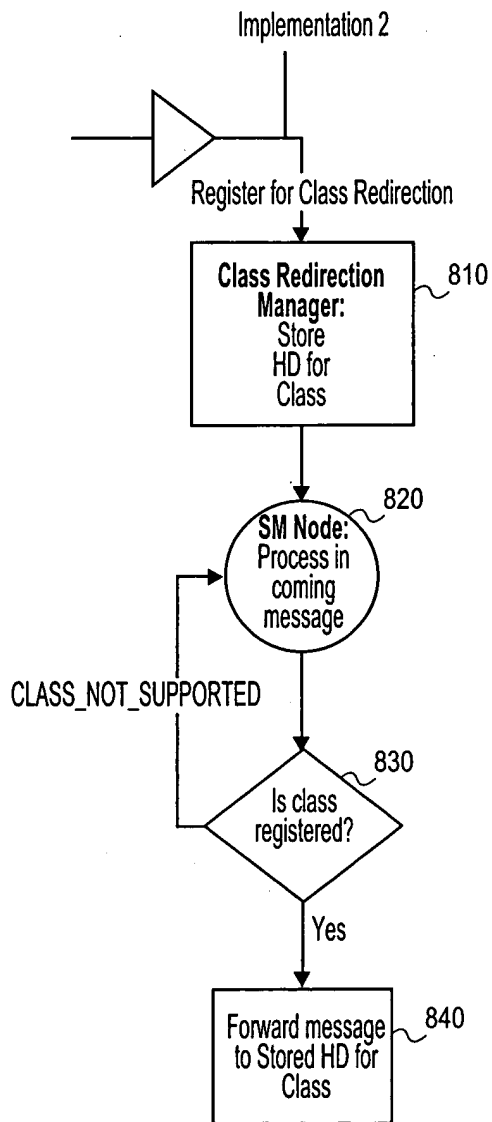 Implementation 2
Register for Class Redirection
Class Redirection
Manager:
Store
HD for
Class
810
SM Node:
Process in
coming
message
820
CLASS_NOT_SUPPORTED
Is class
registered?
830
Yes
Forward message
to Stored HD for
Class
840